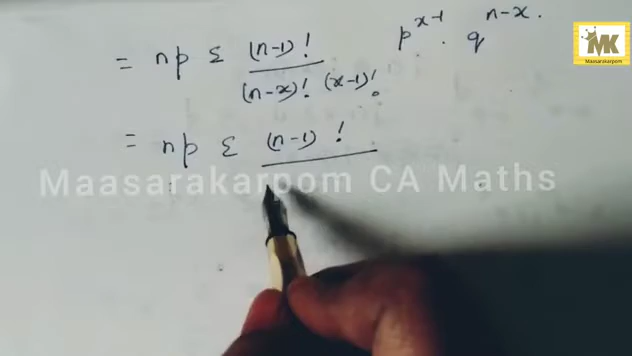 = np Σ (n-1)! / (n-x)! (x-1)! p^x-1 . q^n-x .
= np Σ (n-1) !
Maasarakarpom CA Maths
MK
Maasarakarpom